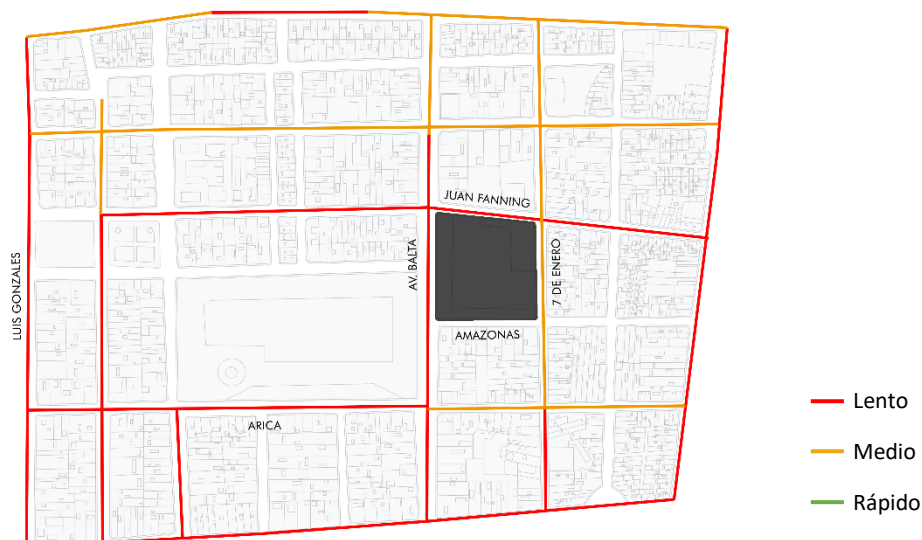 JUAN FANNING
LUIS GONZALES
AV. BALTA
7 DE ENERO
AMAZONAS
ARICA
Lento
Medio
Rápido